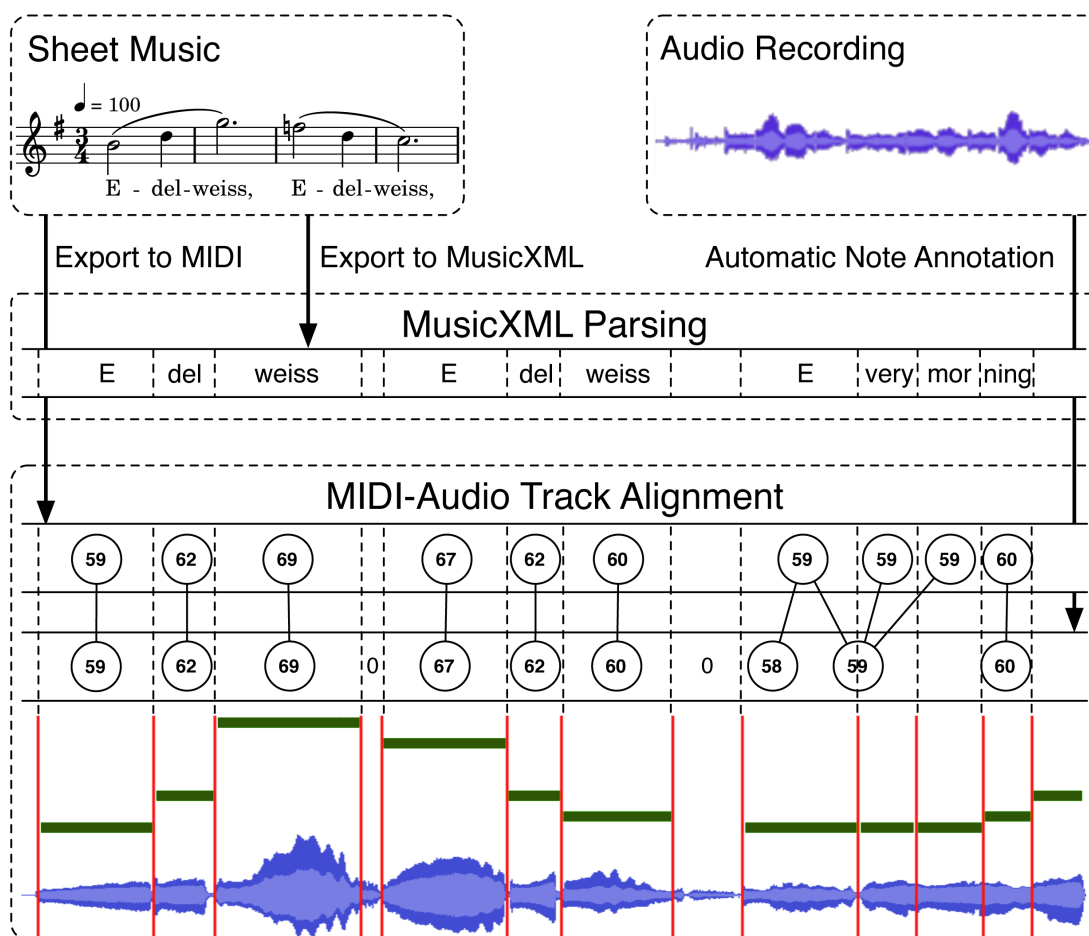 Sheet Music
Audio Recording
= 100
3
4
E - del-weiss, E - del-weiss,
Export to MIDI
Export to MusicXML
Automatic Note Annotation
MusicXML Parsing
E del weiss E del weiss E very mor ning
MIDI-Audio Track Alignment
59 62 69 67 62 60 59 59 59 60
59 62 69 0 67 62 60 0 58 59 60